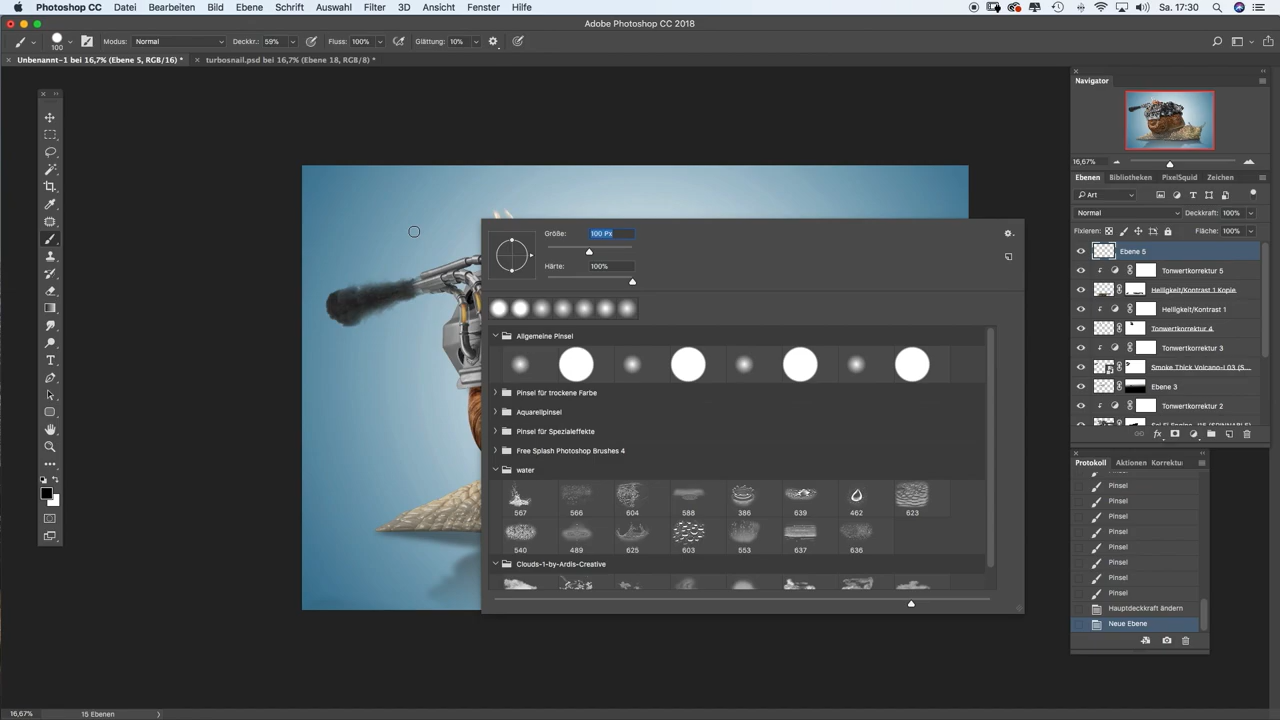 Photoshop CC Datei Bearbeiten Bild Ebene Schrift Auswahl Filter 3D Ansicht Fenster Hilfe Sa. 17:30
Adobe Photoshop CC 2018
100 Modus: Normal Deckkr.: 59% Fluss: 100% Glättung: 10%
Unbenannt-1 bei 16,7% (Ebene 5, RGB/16) * turbosnail.psd bei 16,7% (Ebene 18, RGB/8) *
Navigator
16,67%
Ebenen Bibliotheken PixelSquid Zeichen
Art
Normal Deckkraft: 100%
Fixieren: Fläche: 100%
Ebene 5
Tonwertkorrektur 5
Helligkeit/Kontrast 1 Kopie
Helligkeit/Kontrast 1
Tonwertkorrektur 4
Tonwertkorrektur 3
Smoke Thick Volcano-L03 (S...
Ebene 3
Tonwertkorrektur 2
fx
Größe: 100 Px
Härte: 100%
Allgemeine Pinsel
Pinsel für trockene Farbe
Aquarellpinsel
Pinsel für Spezialeffekte
Free Splash Photoshop Brushes 4
water
567 566 604 588 386 639 462 623
540 489 625 603 553 637 636
Clouds-1-by-Ardis-Creative
Protokoll Aktionen Korrektu
Pinsel
Pinsel
Pinsel
Pinsel
Pinsel
Pinsel
Pinsel
Pinsel
Hauptdeckkraft ändern
Neue Ebene
16,67% 15 Ebenen